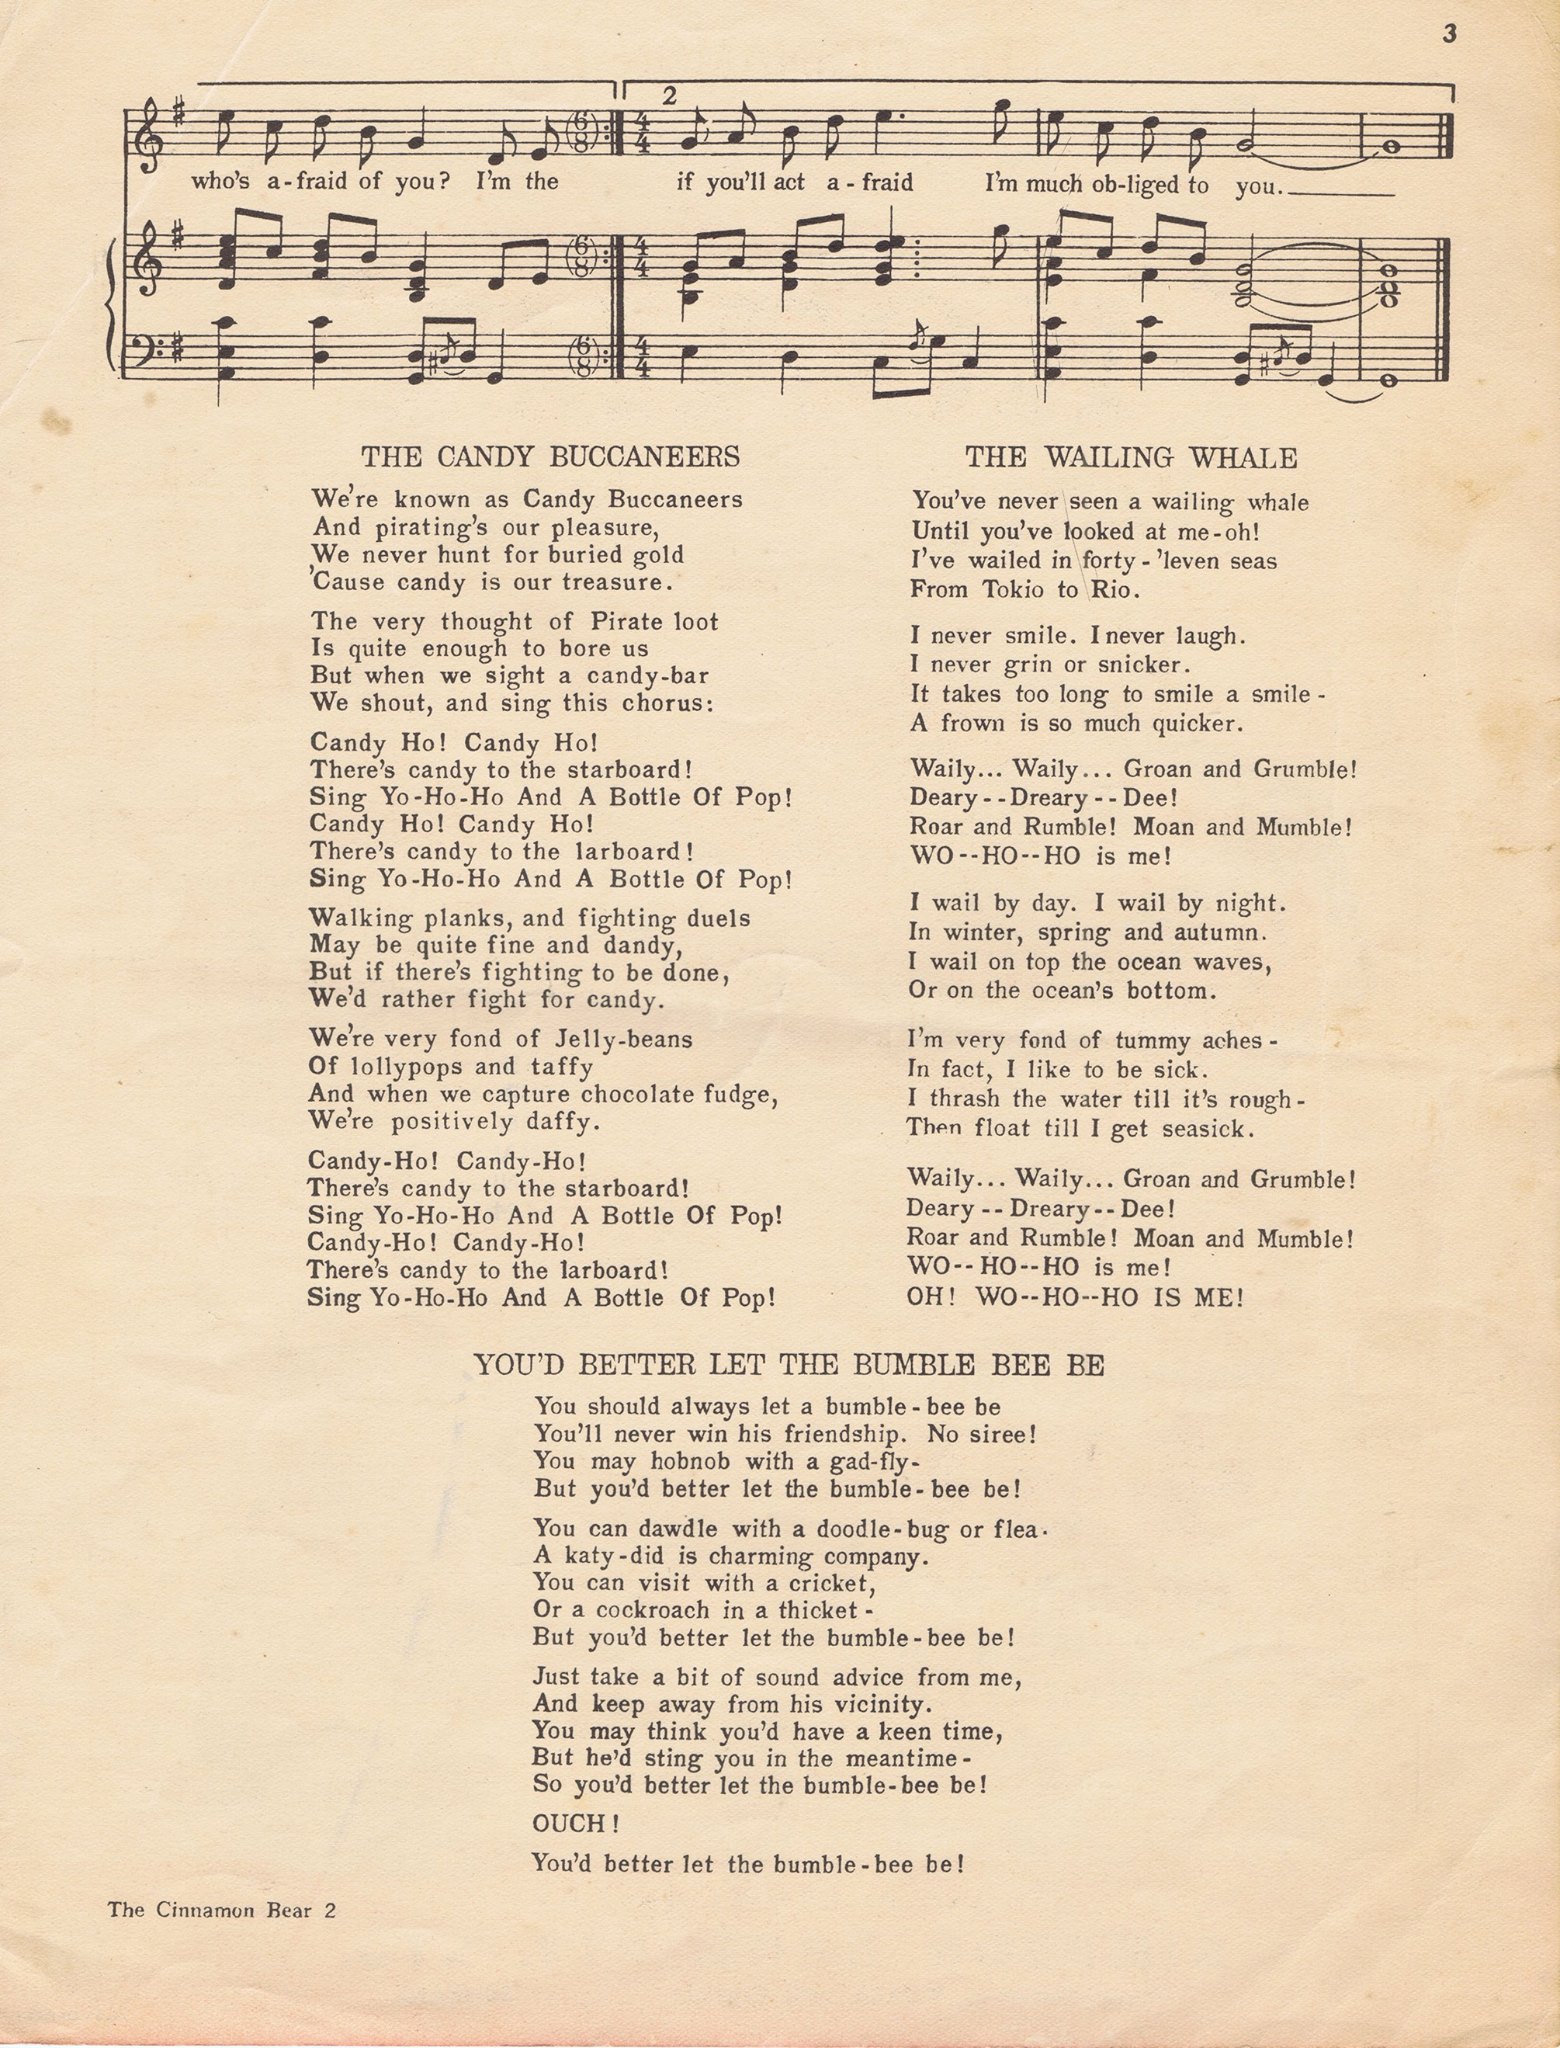 3
2
who's a-fraid of you? I'm the if you'll act a-fraid I'm much ob-liged to you.
THE CANDY BUCCANEERS
We're known as Candy Buccaneers
And pirating's our pleasure,
We never hunt for buried gold
'Cause candy is our treasure.
The very thought of Pirate loot
Is quite enough to bore us
But when we sight a candy-bar
We shout, and sing this chorus:
Candy Ho! Candy Ho!
There's candy to the starboard!
Sing Yo-Ho-Ho And A Bottle Of Pop!
Candy Ho! Candy Ho!
There's candy to the larboard!
Sing Yo-Ho-Ho And A Bottle Of Pop!
Walking planks, and fighting duels
May be quite fine and dandy,
But if there's fighting to be done,
We'd rather fight for candy.
We're very fond of Jelly-beans
Of lollypops and taffy
And when we capture chocolate fudge,
We're positively daffy.
Candy-Ho! Candy-Ho!
There's candy to the starboard!
Sing Yo-Ho-Ho And A Bottle Of Pop!
Candy-Ho! Candy-Ho!
There's candy to the larboard!
Sing Yo-Ho-Ho And A Bottle Of Pop!
THE WAILING WHALE
You've never seen a wailing whale
Until you've looked at me-oh!
I've wailed in forty-'leven seas
From Tokio to Rio.
I never smile. I never laugh.
I never grin or snicker.
It takes too long to smile a smile-
A frown is so much quicker.
Waily... Waily... Groan and Grumble!
Deary--Dreary--Dee!
Roar and Rumble! Moan and Mumble!
WO--HO--HO is me!
I wail by day. I wail by night.
In winter, spring and autumn.
I wail on top the ocean waves,
Or on the ocean's bottom.
I'm very fond of tummy aches-
In fact, I like to be sick.
I thrash the water till it's rough-
Then float till I get seasick.
Waily... Waily... Groan and Grumble!
Deary--Dreary--Dee!
Roar and Rumble! Moan and Mumble!
WO--HO--HO is me!
OH! WO--HO--HO IS ME!
YOU'D BETTER LET THE BUMBLE BEE BE
You should always let a bumble-bee be
You'll never win his friendship. No siree!
You may hobnob with a gad-fly-
But you'd better let the bumble-bee be!
You can dawdle with a doodle-bug or flea.
A katy-did is charming company.
You can visit with a cricket,
Or a cockroach in a thicket-
But you'd better let the bumble-bee be!
Just take a bit of sound advice from me,
And keep away from his vicinity.
You may think you'd have a keen time,
But he'd sting you in the meantime-
So you'd better let the bumble-bee be!
OUCH!
You'd better let the bumble-bee be!
The Cinnamon Bear 2